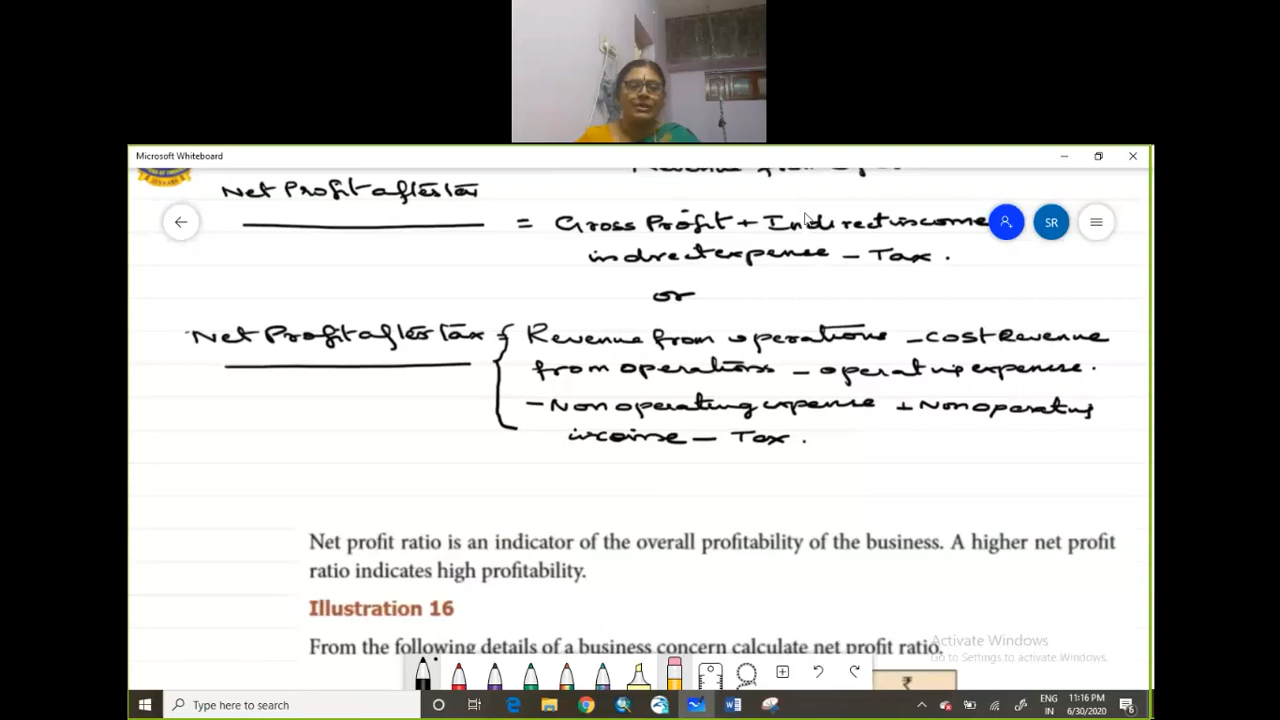 Microsoft Whiteboard
Net Profit after tax
= Gross Profit + Indirect income
indirect expense - Tax.
or
Net Profit after Tax = Revenue from operations - cost Revenue
from operations - operating expense.
- Non operating expense + Non operating
income - Tax.
SR
Net profit ratio is an indicator of the overall profitability of the business. A higher net profit
ratio indicates high profitability.
Illustration 16
From the following details of a business concern calculate net profit ratio.
₹
Activate Windows
Go to Settings to activate Windows.
Type here to search
ENG
IN
11:16 PM
6/30/2020
6